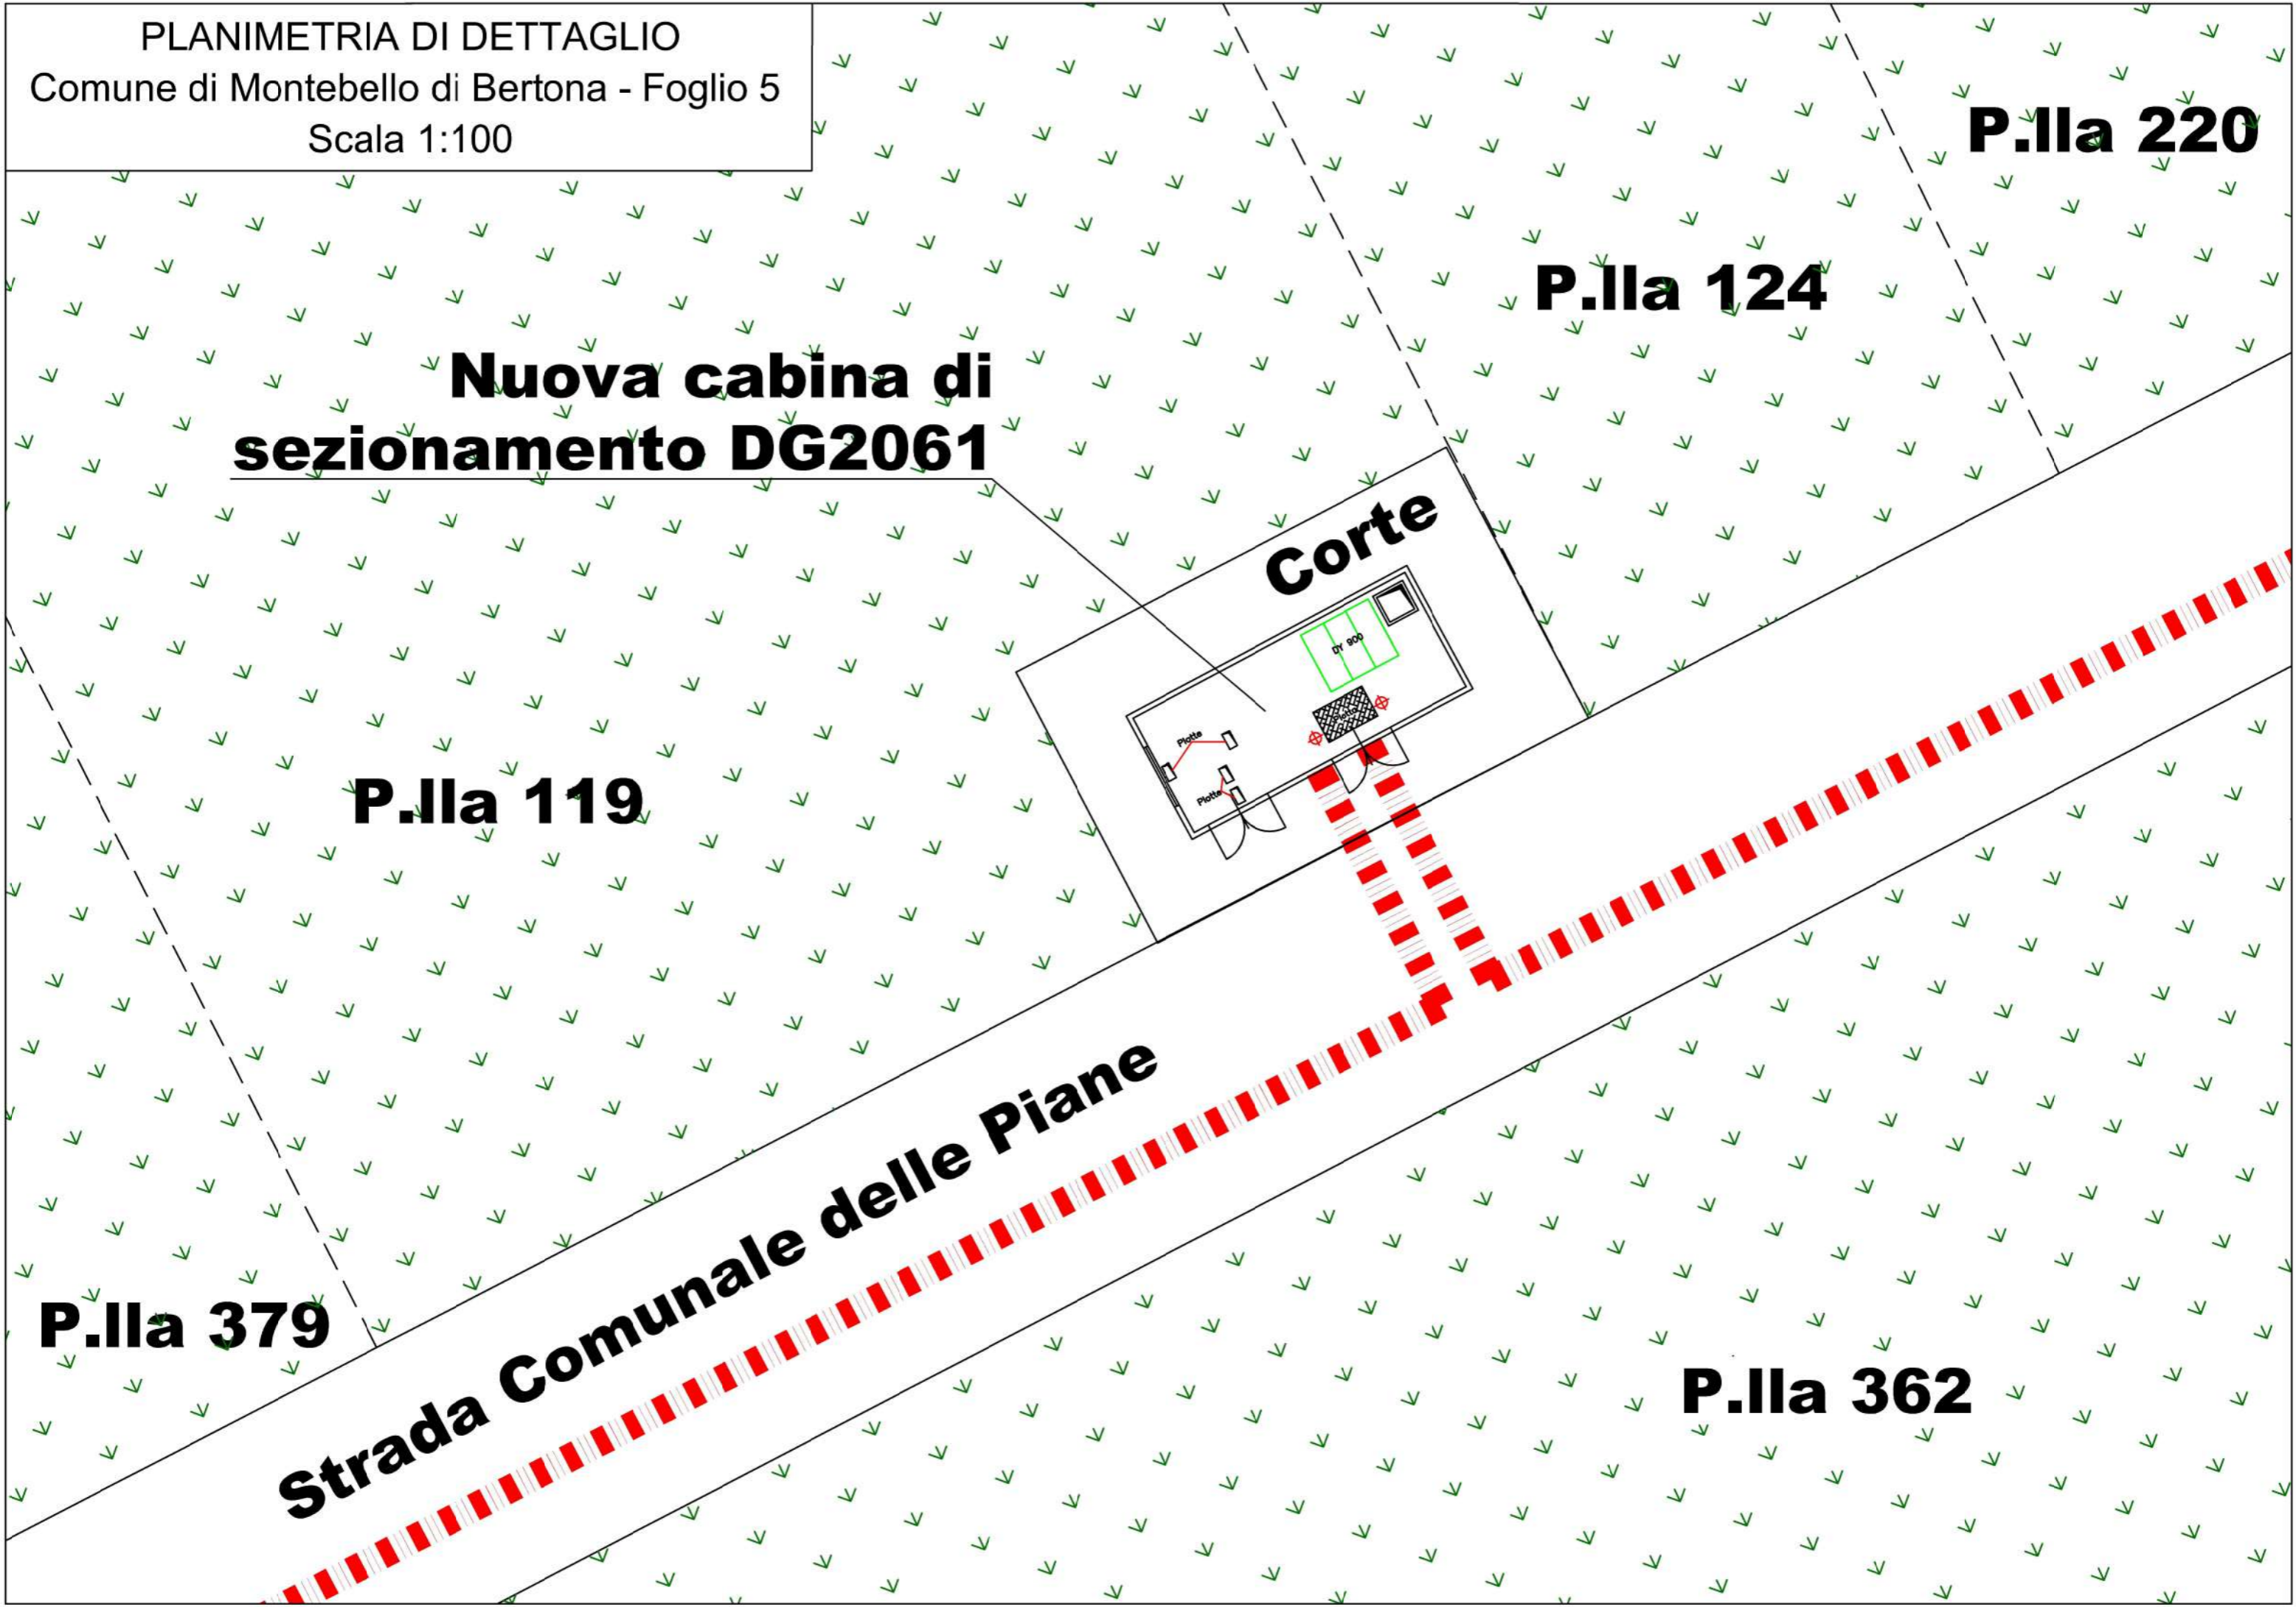 PLANIMETRIA DI DETTAGLIO
Comune di Montebello di Bertona - Foglio 5
Scala 1:100
P.lla 220
P.lla 124
Nuova cabina di
sezionamento DG2061
Corte
DY 900
Plotta
Plotte
Plotte
P.lla 119
Strada Comunale delle Piane
P.lla 379
P.lla 362